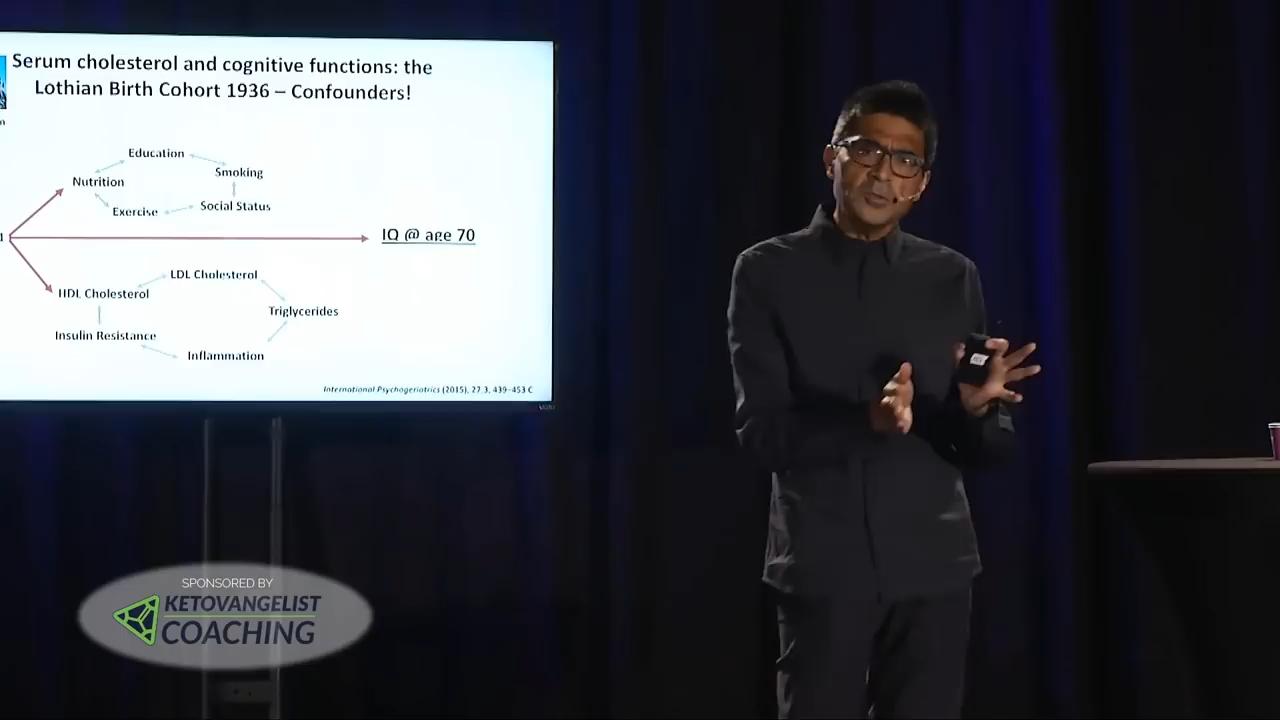 Serum cholesterol and cognitive functions: the
Lothian Birth Cohort 1936 – Confounders!
Education
Smoking
Nutrition
Exercise
Social Status
IQ @ age 70
LDL Cholesterol
HDL Cholesterol
Triglycerides
Insulin Resistance
Inflammation
International Psychogeriatrics (2015), 27:3, 439–453 C
SPONSORED BY
KETOVANGELIST
COACHING